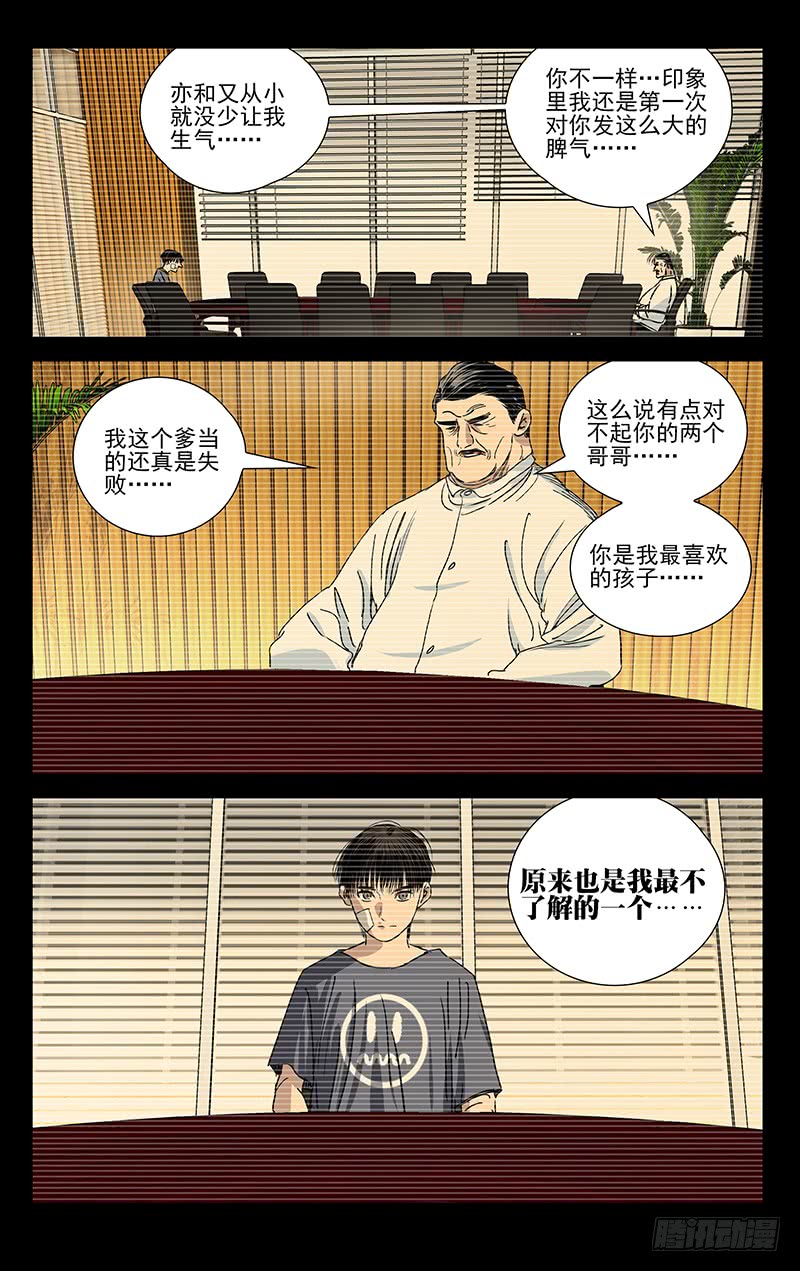 亦和又从小
就没少让我
生气……
你不一样…印象
里我还是第一次
对你发这么大的
脾气……
我这个爹当
的还真是失
败……
这么说有点对
不起你的两个
哥哥……
你是我最喜欢
的孩子……
原来也是我最不
了解的一个……
腾讯动漫